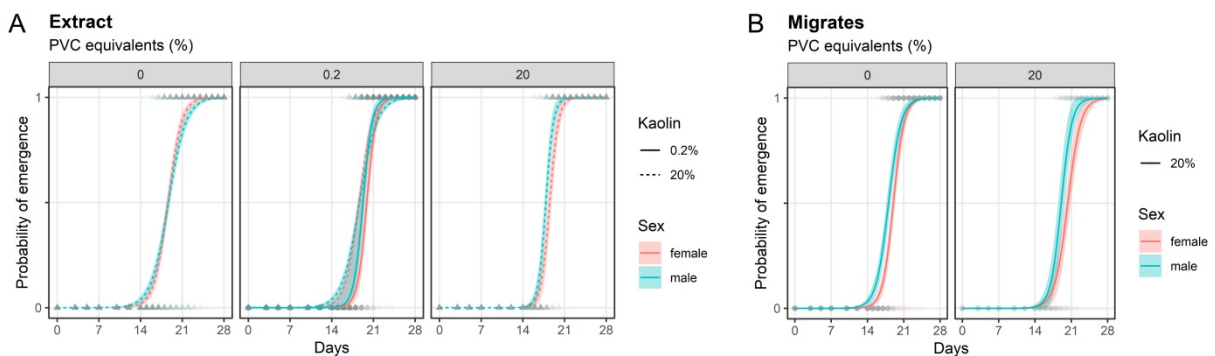 A Extract
PVC equivalents (%)
0 0.2 20
1
0
Probability of emergence
0 7 14 21 28 0 7 14 21 28 0 7 14 21 28
Days
Kaolin
0.2%
20%
Sex
female
male
B Migrates
PVC equivalents (%)
0 20
1
0
Probability of emergence
0 7 14 21 28 0 7 14 21 28
Days
Kaolin
20%
Sex
female
male